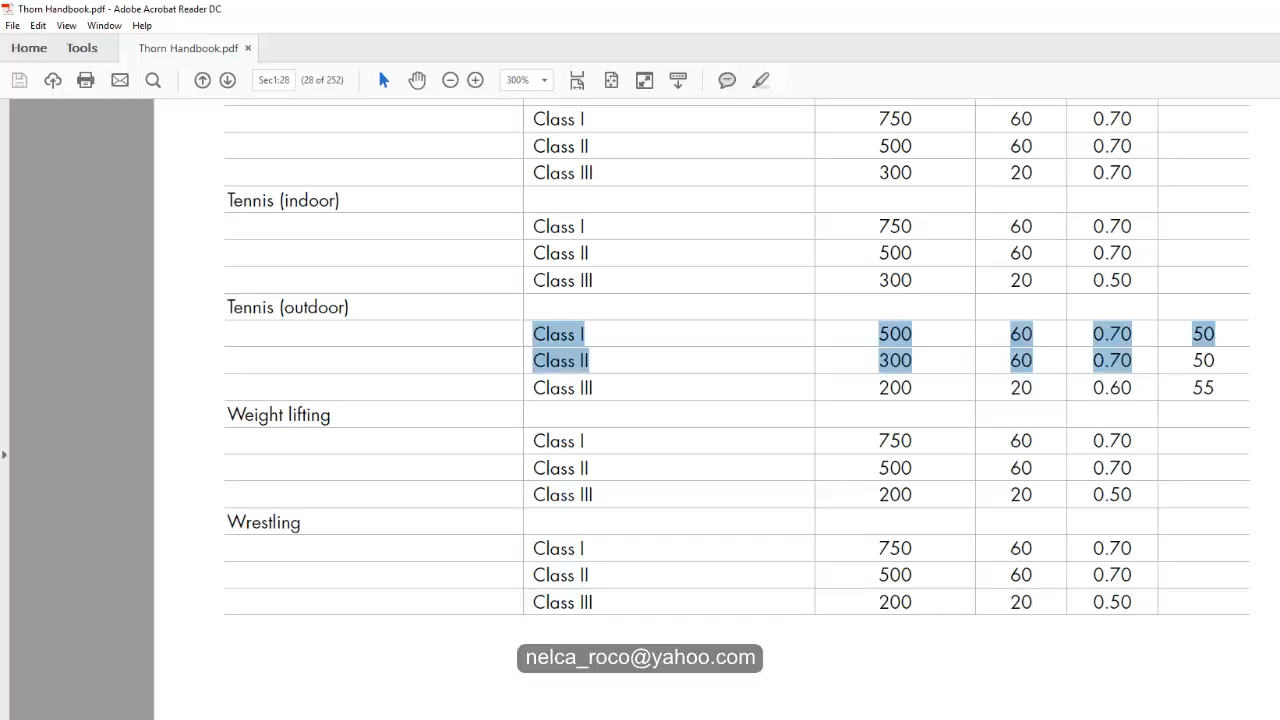 Thorn Handbook.pdf - Adobe Acrobat Reader DC
File Edit View Window Help
Home Tools Thorn Handbook.pdf ×
Sec1:28 (28 of 252) 300%
Class I 750 60 0.70
Class II 500 60 0.70
Class III 300 20 0.70
Tennis (indoor)
Class I 750 60 0.70
Class II 500 60 0.70
Class III 300 20 0.50
Tennis (outdoor)
Class I 500 60 0.70 50
Class II 300 60 0.70 50
Class III 200 20 0.60 55
Weight lifting
Class I 750 60 0.70
Class II 500 60 0.70
Class III 200 20 0.50
Wrestling
Class I 750 60 0.70
Class II 500 60 0.70
Class III 200 20 0.50
nelca_roco@yahoo.com